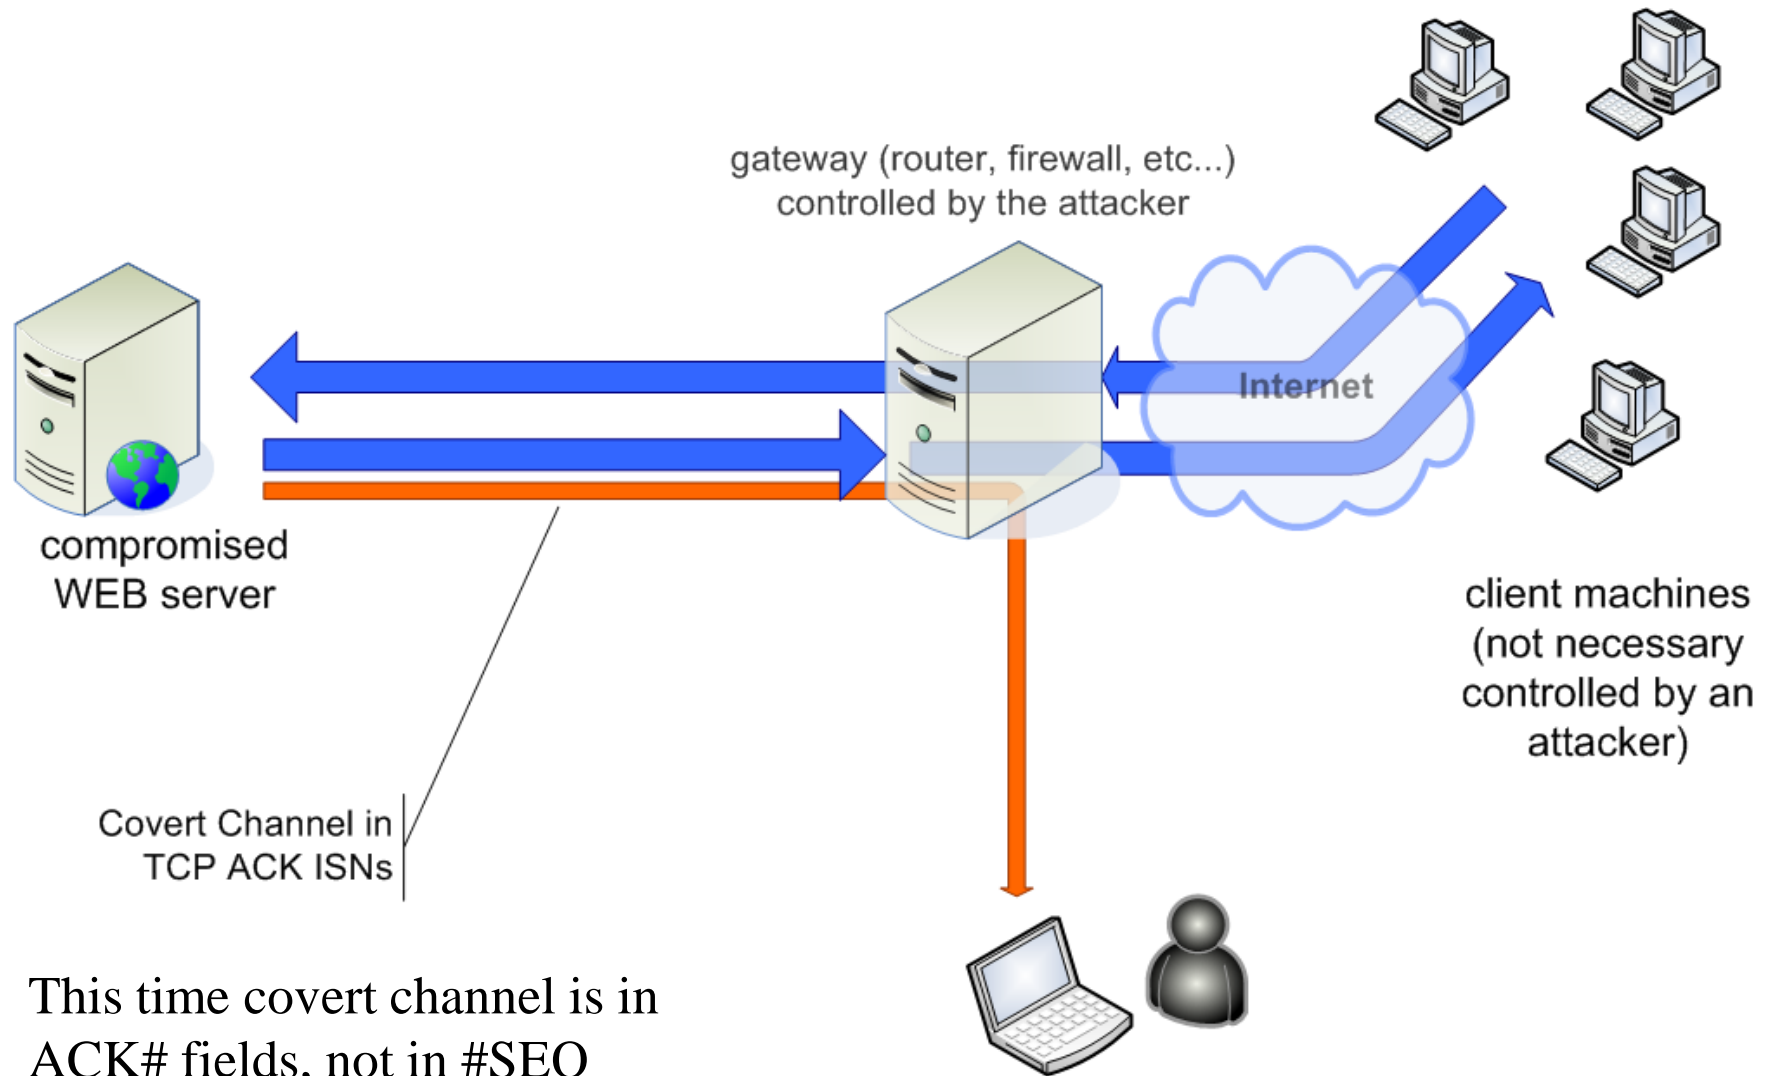 gateway (router, firewall, etc...)
controlled by the attacker
Internet
compromised
WEB server
client machines
(not necessary
controlled by an
attacker)
Covert Channel in
TCP ACK ISNs
This time covert channel is in
ACK# fields, not in #SEQ